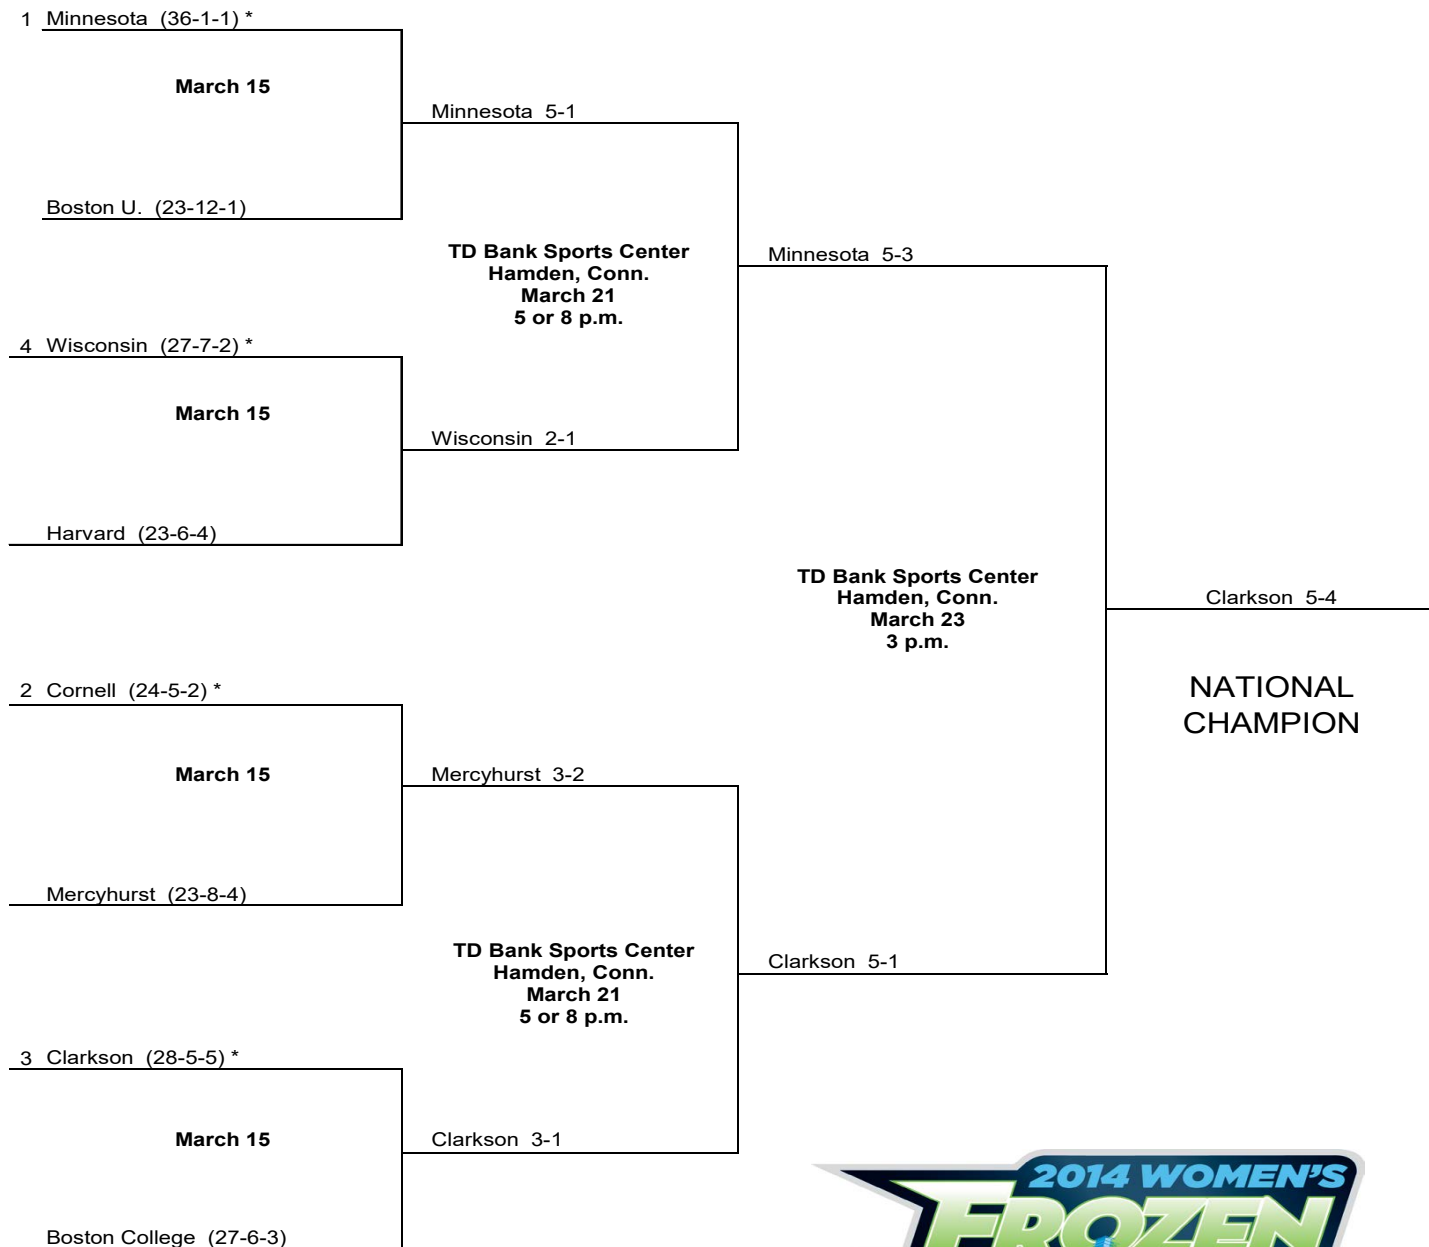 1 Minnesota (36-1-1) *
March 15
Minnesota 5-1
Boston U. (23-12-1)
TD Bank Sports Center
Hamden, Conn.
March 21
5 or 8 p.m.
Minnesota 5-3
4 Wisconsin (27-7-2) *
March 15
Wisconsin 2-1
Harvard (23-6-4)
TD Bank Sports Center
Hamden, Conn.
March 23
3 p.m.
Clarkson 5-4
NATIONAL
CHAMPION
2 Cornell (24-5-2) *
March 15
Mercyhurst 3-2
Mercyhurst (23-8-4)
TD Bank Sports Center
Hamden, Conn.
March 21
5 or 8 p.m.
Clarkson 5-1
3 Clarkson (28-5-5) *
March 15
Clarkson 3-1
Boston College (27-6-3)
2014 WOMEN'S
FROZEN